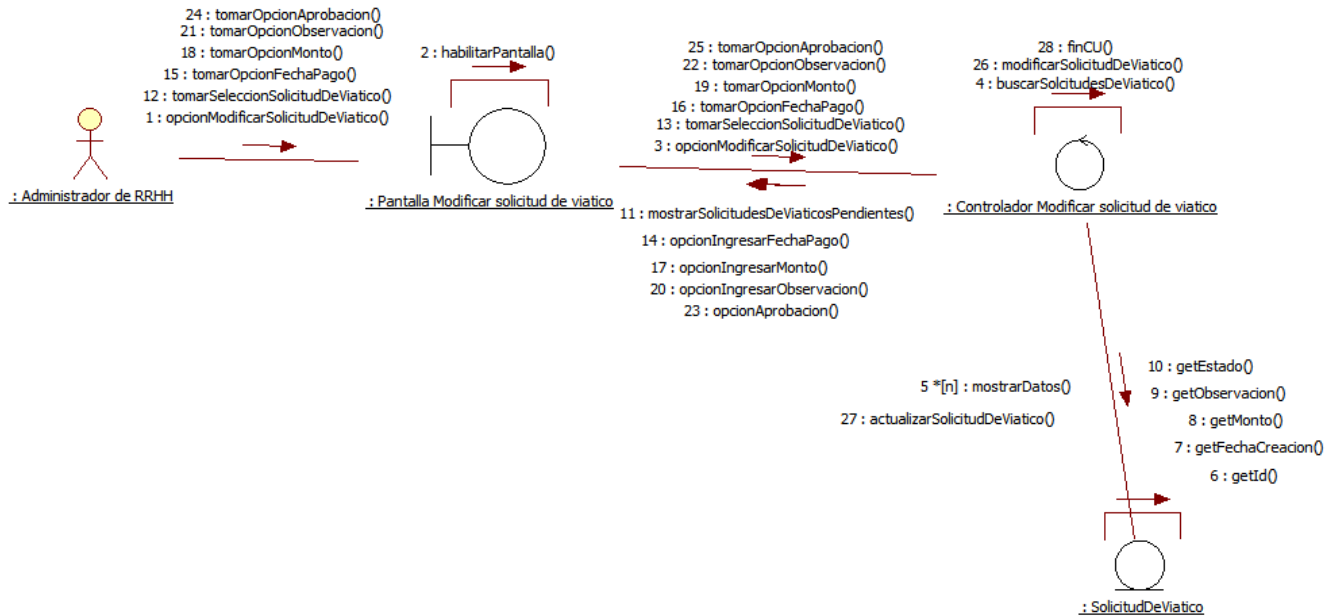 24 : tomarOpcionAprobacion()
21 : tomarOpcionObservacion()
18 : tomarOpcionMonto()
15 : tomarOpcionFechaPago()
12 : tomarSeleccionSolicitudDeViatico()
1 : opcionModificarSolicitudDeViatico()
: Administrador de RRHH
2 : habilitarPantalla()
: Pantalla Modificar solicitud de viatico
25 : tomarOpcionAprobacion()
22 : tomarOpcionObservacion()
19 : tomarOpcionMonto()
16 : tomarOpcionFechaPago()
13 : tomarSeleccionSolicitudDeViatico()
3 : opcionModificarSolicitudDeViatico()
11 : mostrarSolicitudesDeViaticosPendientes()
14 : opcionIngresarFechaPago()
17 : opcionIngresarMonto()
20 : opcionIngresarObservacion()
23 : opcionAprobacion()
28 : finCU()
26 : modificarSolicitudDeViatico()
4 : buscarSolcitudesDeViatico()
: Controlador Modificar solicitud de viatico
5 *[n] : mostrarDatos()
27 : actualizarSolicitudDeViatico()
10 : getEstado()
9 : getObservacion()
8 : getMonto()
7 : getFechaCreacion()
6 : getId()
: SolicitudDeViatico